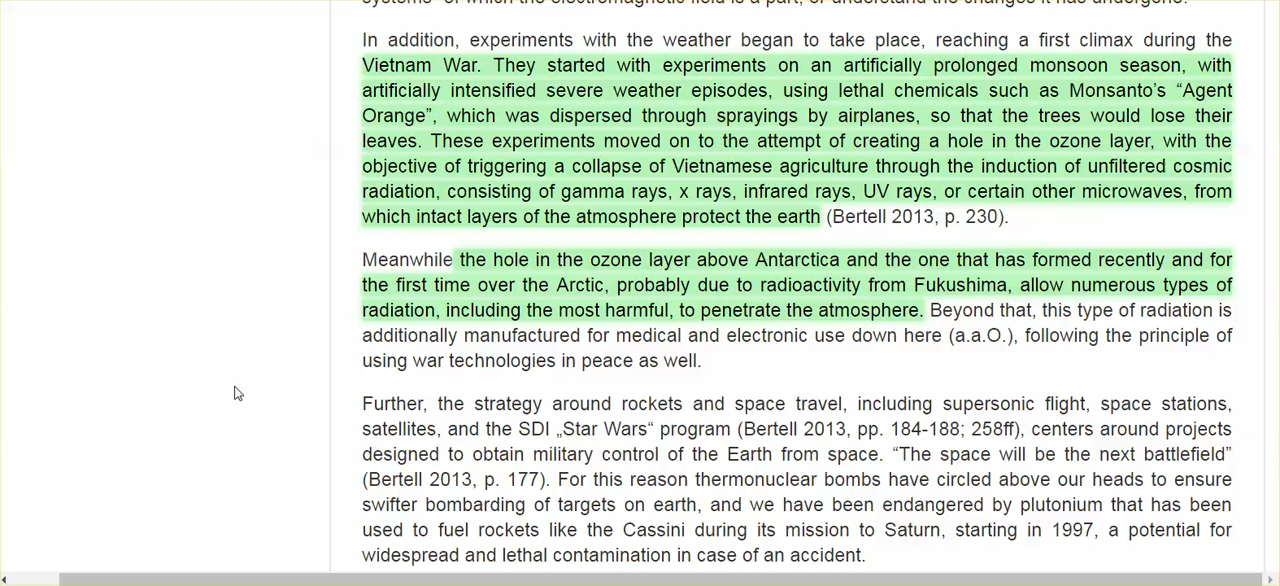 systems" of which the electromagnetic field is a part, or understand the changes it has undergone.
In addition, experiments with the weather began to take place, reaching a first climax during the
Vietnam War. They started with experiments on an artificially prolonged monsoon season, with
artificially intensified severe weather episodes, using lethal chemicals such as Monsanto’s “Agent
Orange”, which was dispersed through sprayings by airplanes, so that the trees would lose their
leaves. These experiments moved on to the attempt of creating a hole in the ozone layer, with the
objective of triggering a collapse of Vietnamese agriculture through the induction of unfiltered cosmic
radiation, consisting of gamma rays, x rays, infrared rays, UV rays, or certain other microwaves, from
which intact layers of the atmosphere protect the earth (Bertell 2013, p. 230).
Meanwhile the hole in the ozone layer above Antarctica and the one that has formed recently and for
the first time over the Arctic, probably due to radioactivity from Fukushima, allow numerous types of
radiation, including the most harmful, to penetrate the atmosphere. Beyond that, this type of radiation is
additionally manufactured for medical and electronic use down here (a.a.O.), following the principle of
using war technologies in peace as well.
Further, the strategy around rockets and space travel, including supersonic flight, space stations,
satellites, and the SDI „Star Wars“ program (Bertell 2013, pp. 184-188; 258ff), centers around projects
designed to obtain military control of the Earth from space. “The space will be the next battlefield”
(Bertell 2013, p. 177). For this reason thermonuclear bombs have circled above our heads to ensure
swifter bombarding of targets on earth, and we have been endangered by plutonium that has been
used to fuel rockets like the Cassini during its mission to Saturn, starting in 1997, a potential for
widespread and lethal contamination in case of an accident.